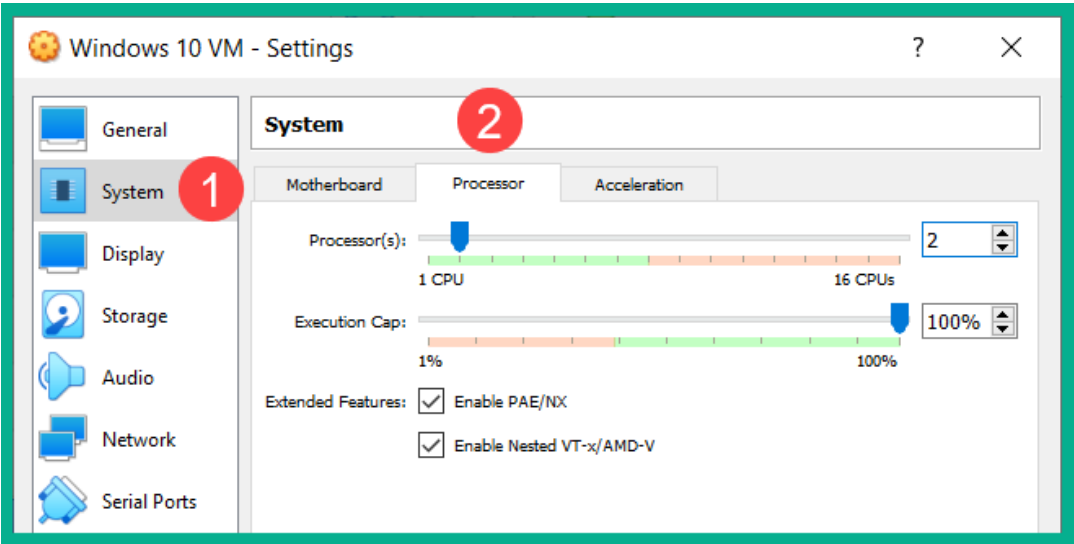 Windows 10 VM - Settings ? ×
General
System 1
Display
Storage
Audio
Network
Serial Ports
System 2
Motherboard Processor Acceleration
Processor(s): 2
1 CPU 16 CPUs
Execution Cap: 100%
1% 100%
Extended Features: Enable PAE/NX
Enable Nested VT-x/AMD-V